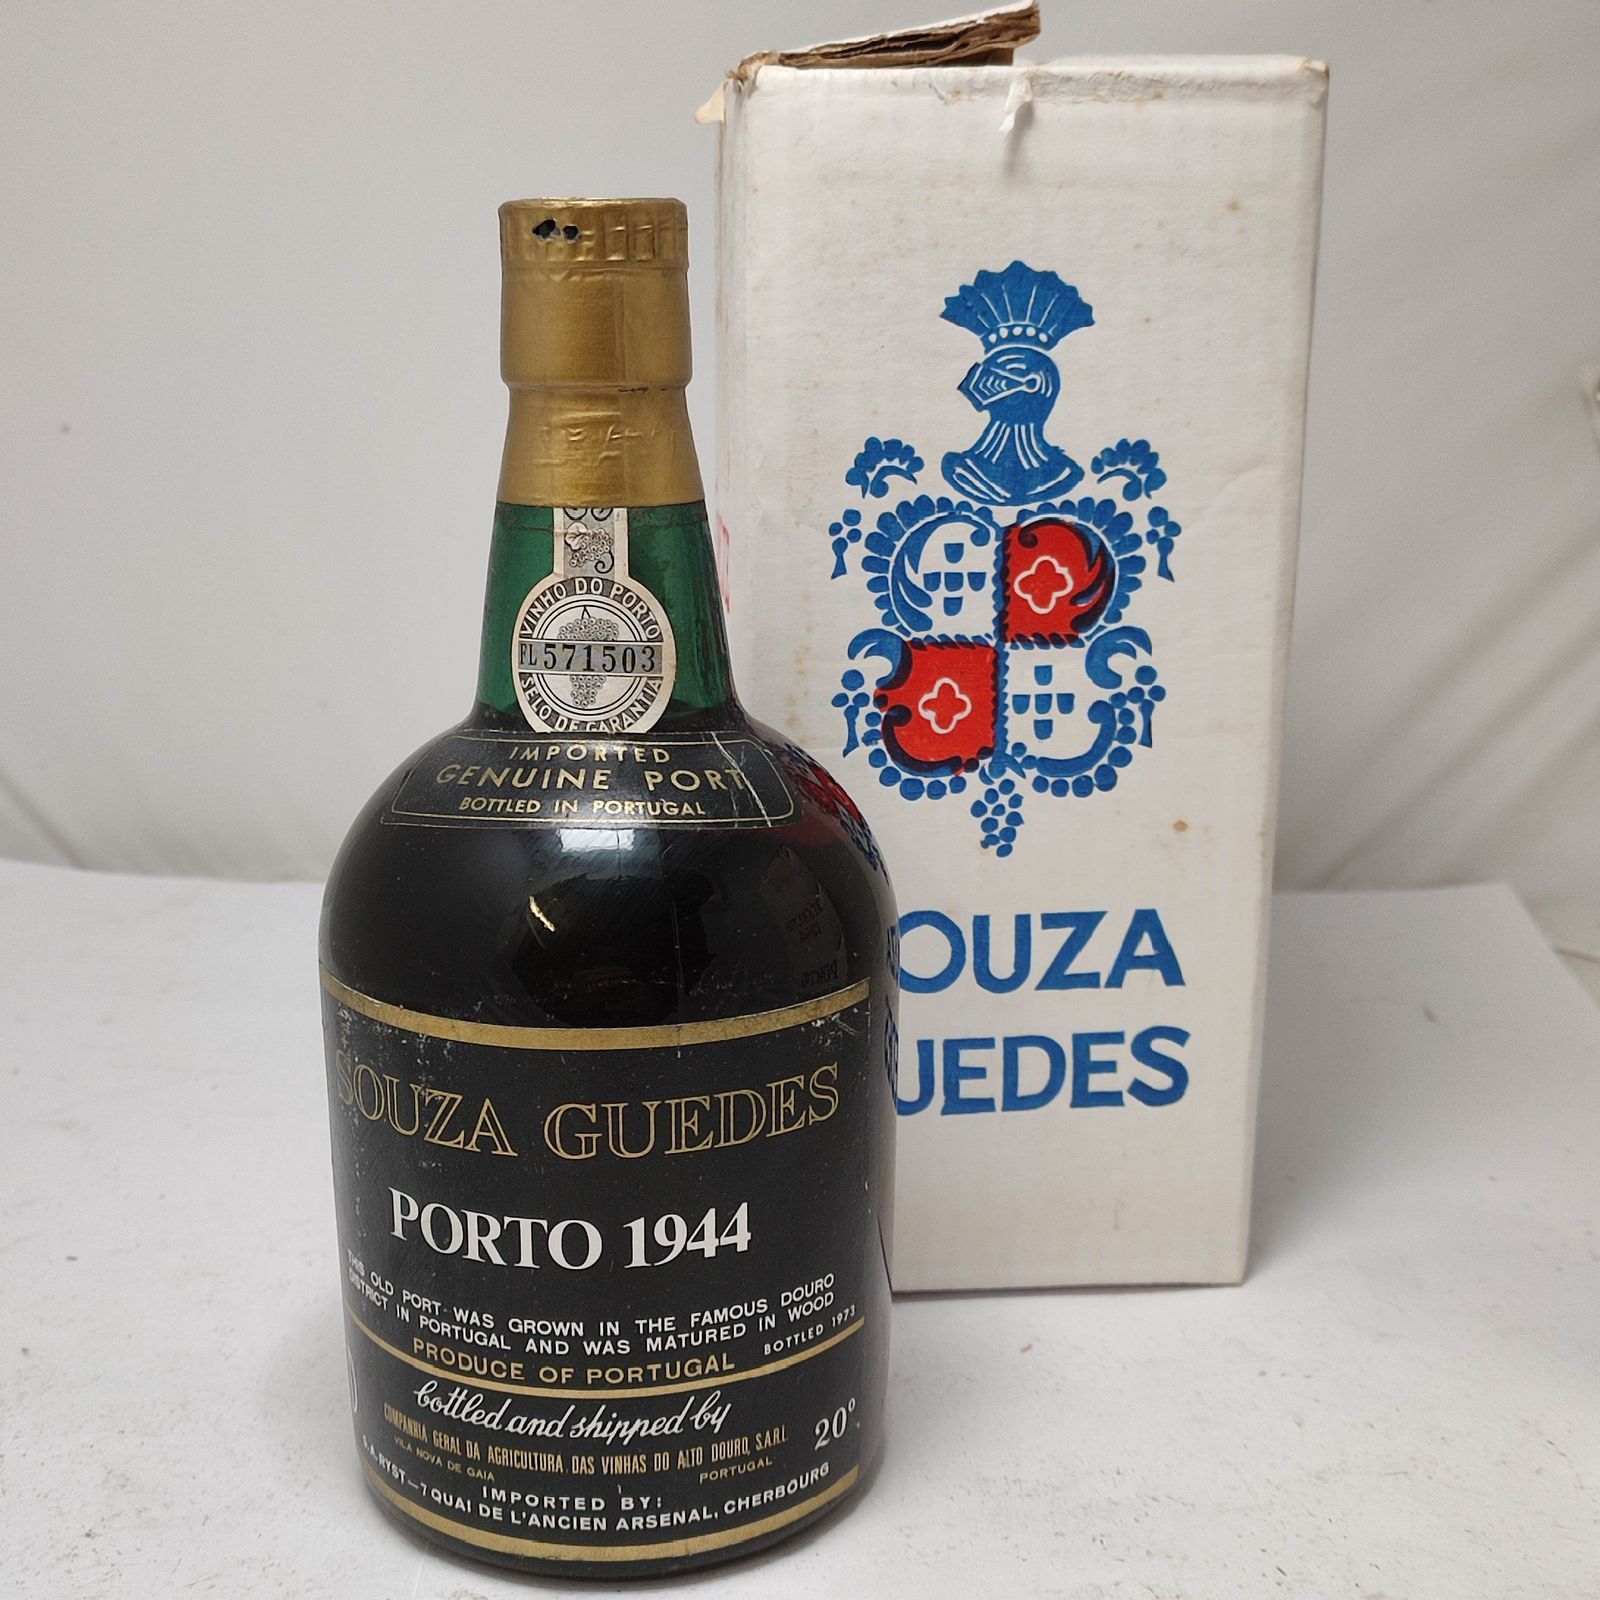 VINHO DO PORTO
FL 571503
SELO DE GARANTIA
IMPORTED
GENUINE PORT
BOTTLED IN PORTUGAL
SOUZA GUEDES
PORTO 1944
THIS OLD PORT WAS GROWN IN THE FAMOUS DOURO
DISTRICT IN PORTUGAL AND WAS MATURED IN WOOD
BOTTLED 1973
PRODUCE OF PORTUGAL
bottled and shipped by
COMPANHIA GERAL DA AGRICULTURA DAS VINHAS DO ALTO DOURO, S.A.R.L.
VILA NOVA DE GAIA PORTUGAL
20°
IMPORTED BY:
S.A. RYST — 7 QUAI DE L'ANCIEN ARSENAL, CHERBOURG
OUZA
UEDES